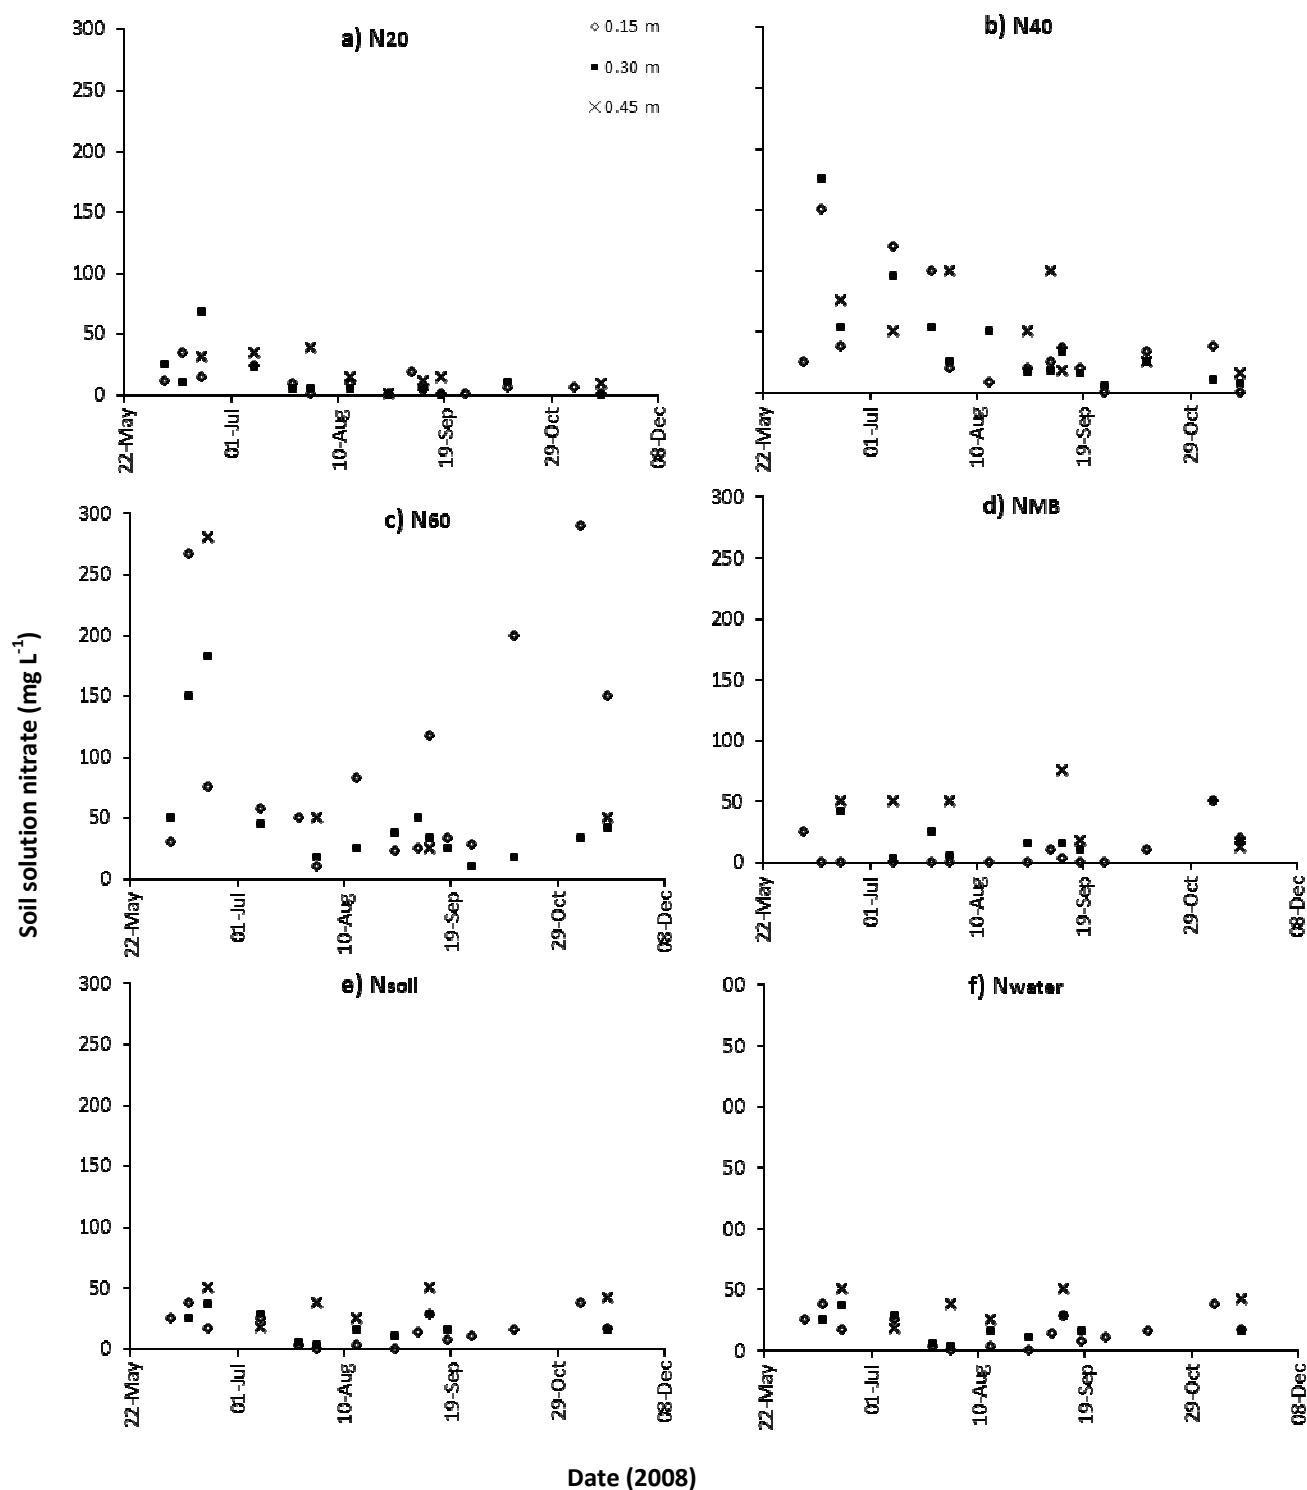 a) N20
0.15 m
0.30 m
0.45 m
300
250
200
150
100
50
0
22-May
01-Jul
10-Aug
19-Sep
29-Oct
08-Dec
b) N40
22-May
01-Jul
10-Aug
19-Sep
29-Oct
c) N60
300
250
200
150
100
50
0
22-May
01-Jul
10-Aug
19-Sep
29-Oct
08-Dec
d) NMB
300
250
200
150
100
50
0
22-May
01-Jul
10-Aug
19-Sep
29-Oct
08-Dec
Soil solution nitrate (mg L-1)
e) Nsoil
300
250
200
150
100
50
0
22-May
01-Jul
10-Aug
19-Sep
29-Oct
08-Dec
f) Nwater
00
50
00
50
00
50
0
22-May
01-Jul
10-Aug
19-Sep
29-Oct
08-Dec
Date (2008)